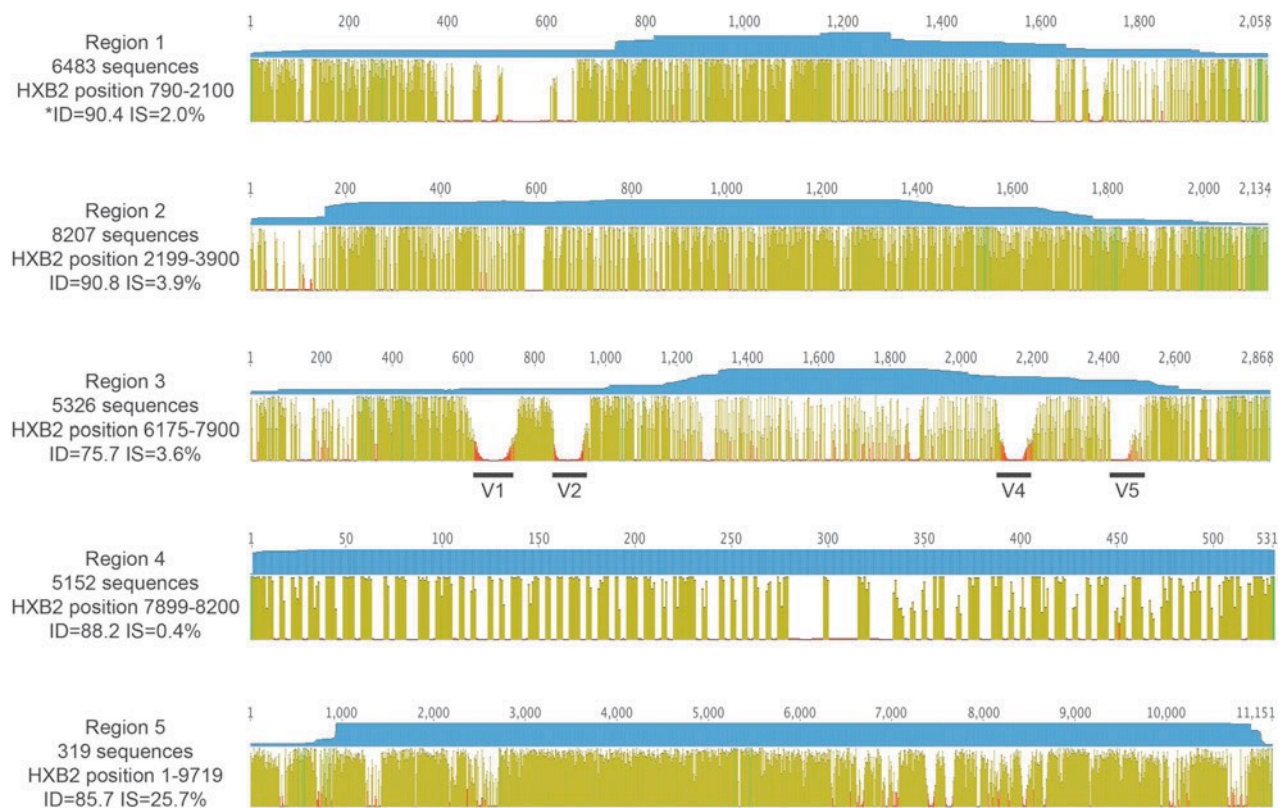 1 200 400 600 800 1,000 1,200 1,400 1,600 1,800 2,058
Region 1
6483 sequences
HXB2 position 790-2100
*ID=90.4 IS=2.0%
1 200 400 600 800 1,000 1,200 1,400 1,600 1,800 2,000 2,134
Region 2
8207 sequences
HXB2 position 2199-3900
ID=90.8 IS=3.9%
1 200 400 600 800 1,000 1,200 1,400 1,600 1,800 2,000 2,200 2,400 2,600 2,868
Region 3
5326 sequences
HXB2 position 6175-7900
ID=75.7 IS=3.6%
V1 V2 V4 V5
1 50 100 150 200 250 300 350 400 450 500 531
Region 4
5152 sequences
HXB2 position 7899-8200
ID=88.2 IS=0.4%
1 1,000 2,000 3,000 4,000 5,000 6,000 7,000 8,000 9,000 10,000 11,151
Region 5
319 sequences
HXB2 position 1-9719
ID=85.7 IS=25.7%